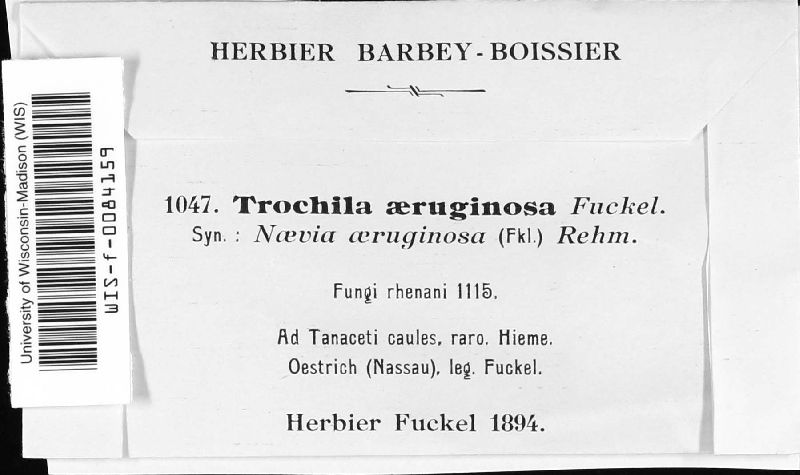 HERBIER BARBEY-BOISSIER
University of Wisconsin-Madison (WIS)
WIS-f-0084159
1047. Trochila æruginosa Fuckel.
Syn. : Nævia æruginosa (Fkl.) Rehm.
Fungi rhenani 1115.
Ad Tanaceti caules, raro. Hieme.
Oestrich (Nassau), leg. Fuckel.
Herbier Fuckel 1894.